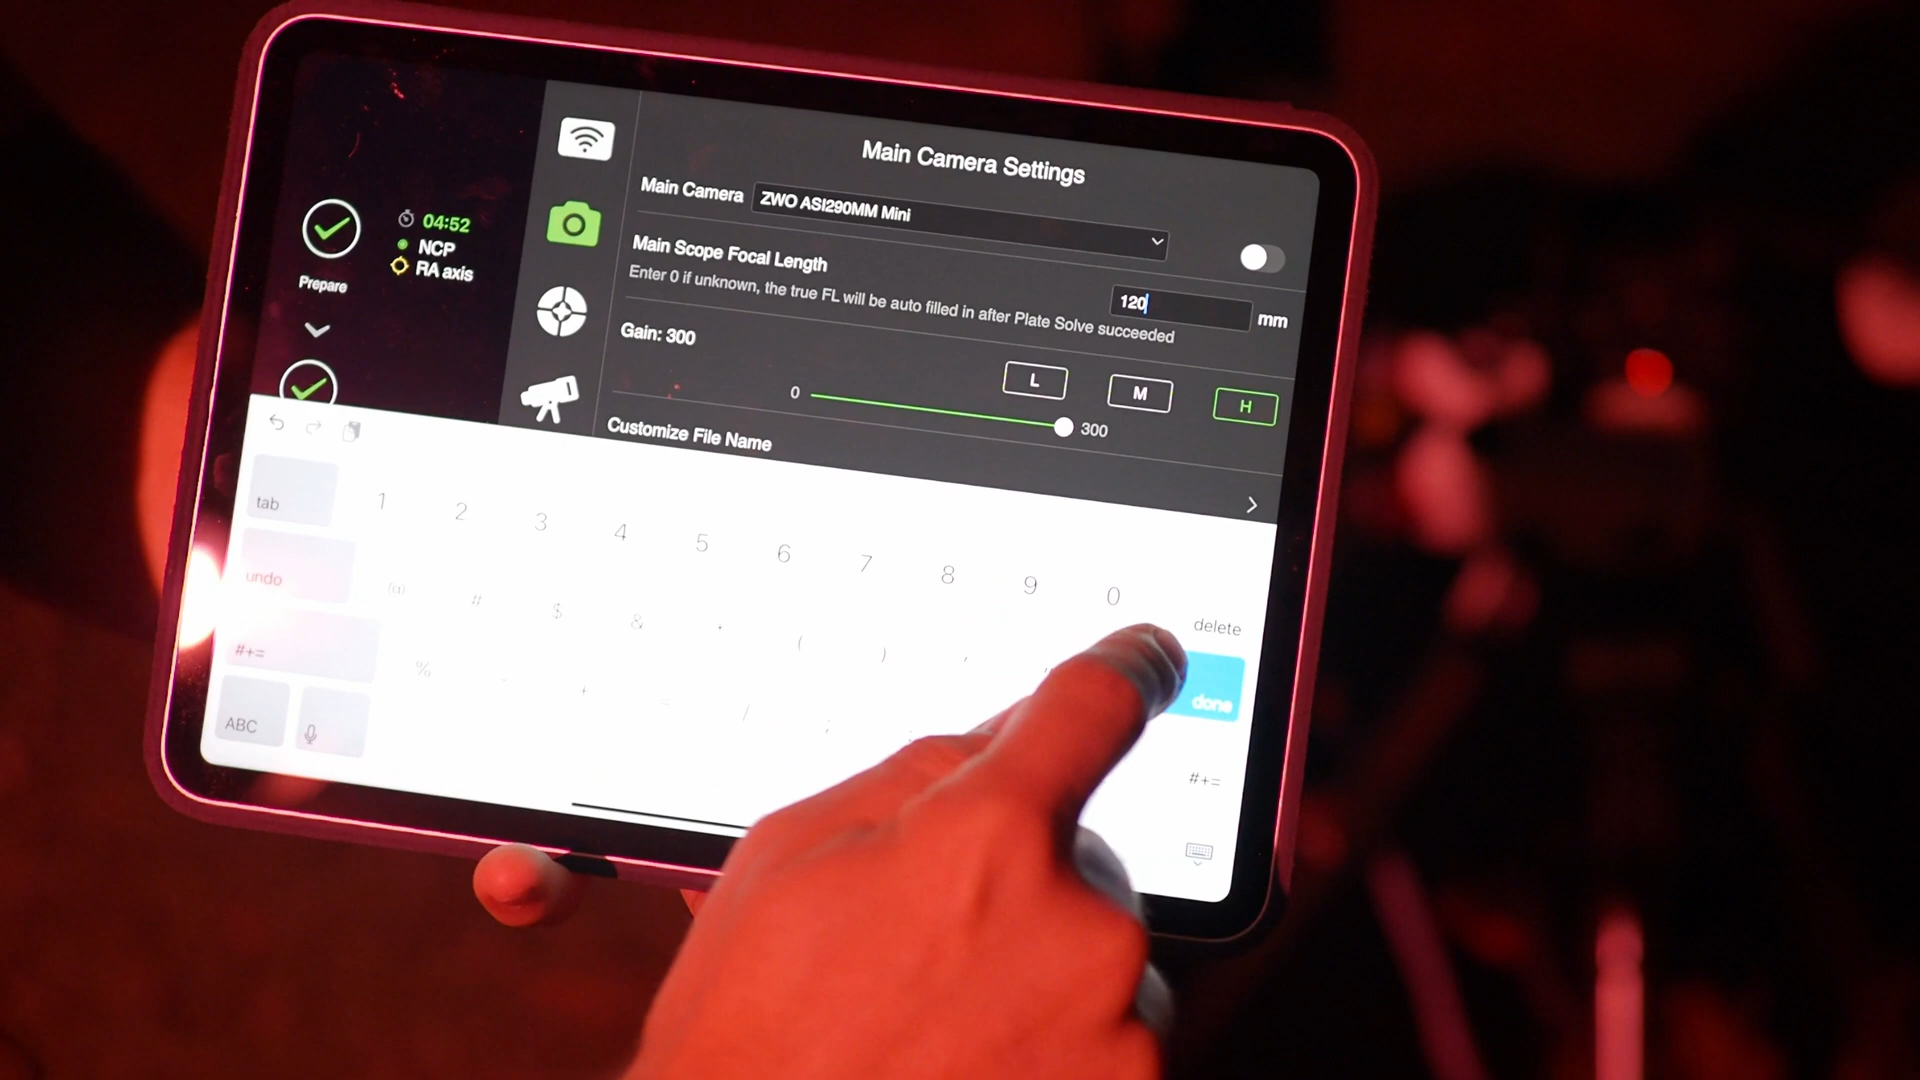 Main Camera Settings
Main Camera ZWO ASI290MM Mini
04:52
NCP
RA axis
Prepare
Main Scope Focal Length
Enter 0 if unknown, the true FL will be auto filled in after Plate Solve succeeded
120 mm
Gain: 300
L M H
0 300
Customize File Name
tab 1 2 3 4 5 6 7 8 9 0 delete
undo @ # $ & ( ) done
#+= % - + = / ; #+=
ABC